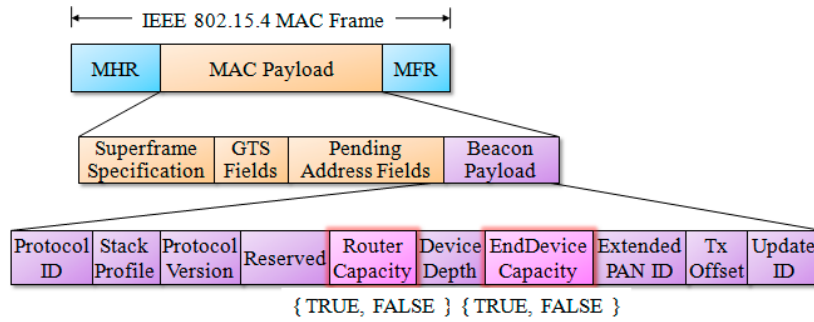 IEEE 802.15.4 MAC Frame
MHR MAC Payload MFR
Superframe Specification GTS Fields Pending Address Fields Beacon Payload
Protocol ID Stack Profile Protocol Version Reserved Router Capacity Device Depth EndDevice Capacity Extended PAN ID Tx Offset Update ID
{ TRUE, FALSE } { TRUE, FALSE }